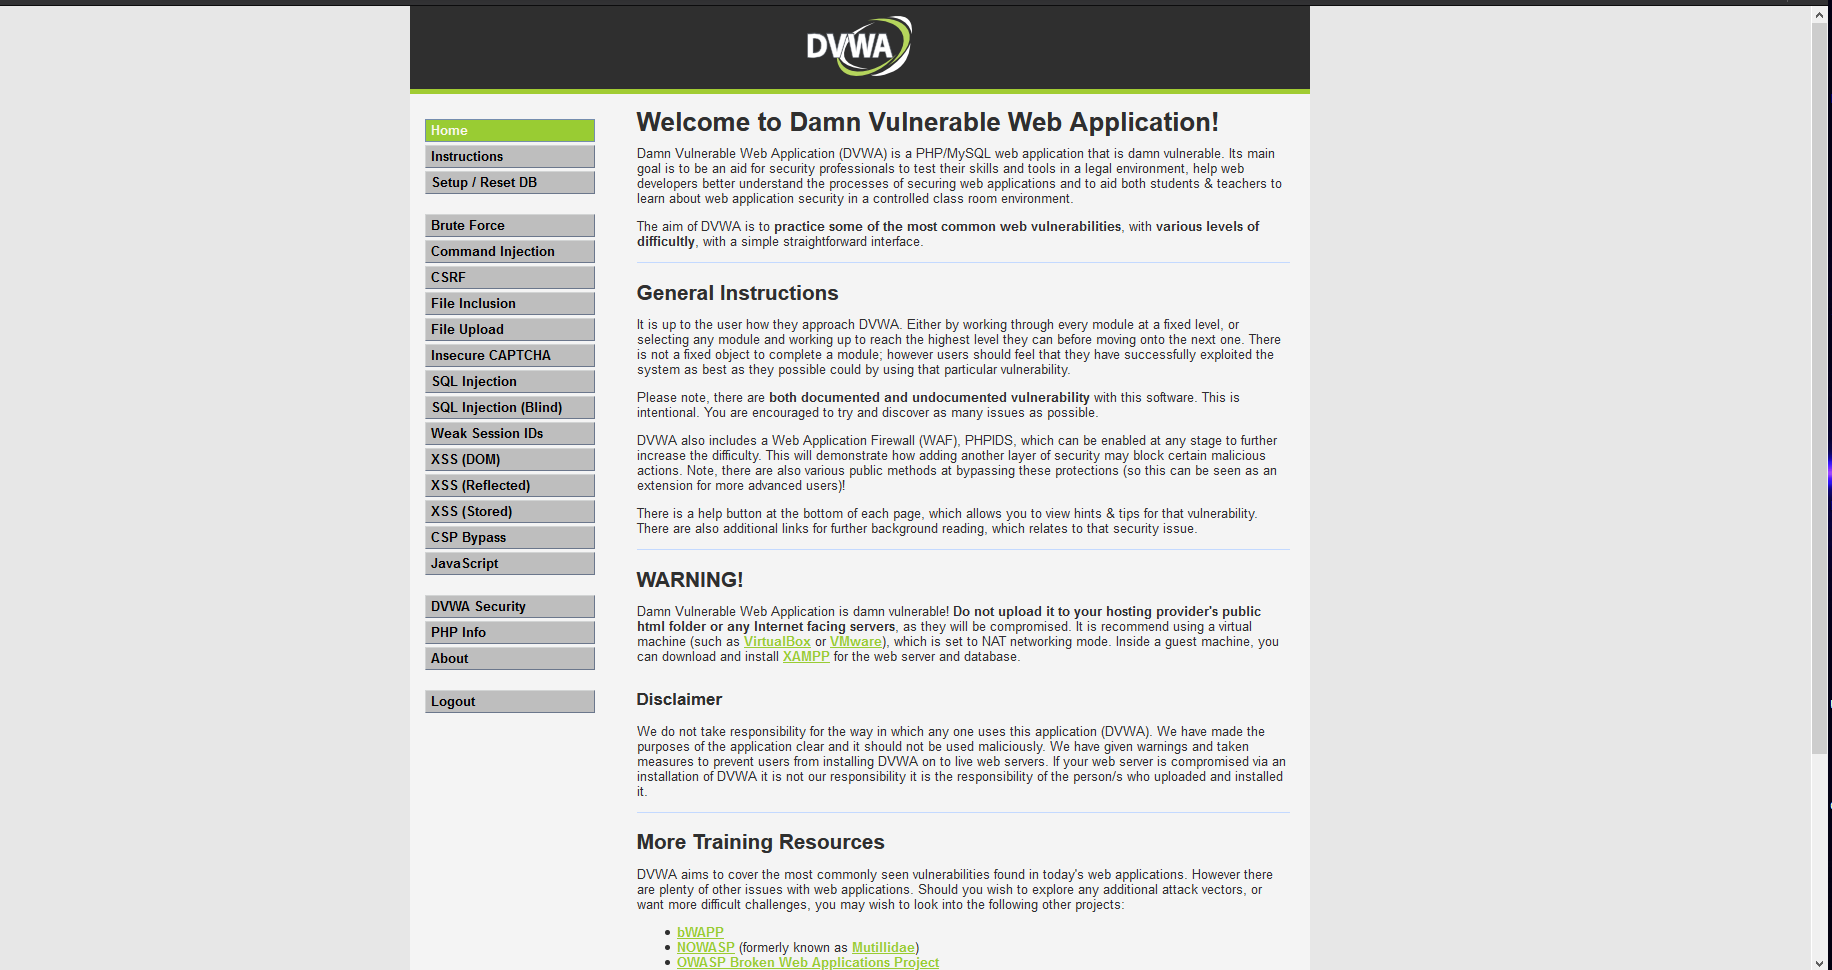 DVWA
Home
Instructions
Setup / Reset DB
Brute Force
Command Injection
CSRF
File Inclusion
File Upload
Insecure CAPTCHA
SQL Injection
SQL Injection (Blind)
Weak Session IDs
XSS (DOM)
XSS (Reflected)
XSS (Stored)
CSP Bypass
JavaScript
DVWA Security
PHP Info
About
Logout
Welcome to Damn Vulnerable Web Application!
Damn Vulnerable Web Application (DVWA) is a PHP/MySQL web application that is damn vulnerable. Its main
goal is to be an aid for security professionals to test their skills and tools in a legal environment, help web
developers better understand the processes of securing web applications and to aid both students & teachers to
learn about web application security in a controlled class room environment.
The aim of DVWA is to practice some of the most common web vulnerabilities, with various levels of
difficultly, with a simple straightforward interface.
General Instructions
It is up to the user how they approach DVWA. Either by working through every module at a fixed level, or
selecting any module and working up to reach the highest level they can before moving onto the next one. There
is not a fixed object to complete a module; however users should feel that they have successfully exploited the
system as best as they possible could by using that particular vulnerability.
Please note, there are both documented and undocumented vulnerability with this software. This is
intentional. You are encouraged to try and discover as many issues as possible.
DVWA also includes a Web Application Firewall (WAF), PHPIDS, which can be enabled at any stage to further
increase the difficulty. This will demonstrate how adding another layer of security may block certain malicious
actions. Note, there are also various public methods at bypassing these protections (so this can be seen as an
extension for more advanced users)!
There is a help button at the bottom of each page, which allows you to view hints & tips for that vulnerability.
There are also additional links for further background reading, which relates to that security issue.
WARNING!
Damn Vulnerable Web Application is damn vulnerable! Do not upload it to your hosting provider's public
html folder or any Internet facing servers, as they will be compromised. It is recommend using a virtual
machine (such as VirtualBox or VMware), which is set to NAT networking mode. Inside a guest machine, you
can download and install XAMPP for the web server and database.
Disclaimer
We do not take responsibility for the way in which any one uses this application (DVWA). We have made the
purposes of the application clear and it should not be used maliciously. We have given warnings and taken
measures to prevent users from installing DVWA on to live web servers. If your web server is compromised via an
installation of DVWA it is not our responsibility it is the responsibility of the person/s who uploaded and installed
it.
More Training Resources
DVWA aims to cover the most commonly seen vulnerabilities found in today's web applications. However there
are plenty of other issues with web applications. Should you wish to explore any additional attack vectors, or
want more difficult challenges, you may wish to look into the following other projects:
• bWAPP
• NOWASP (formerly known as Mutillidae)
• OWASP Broken Web Applications Project